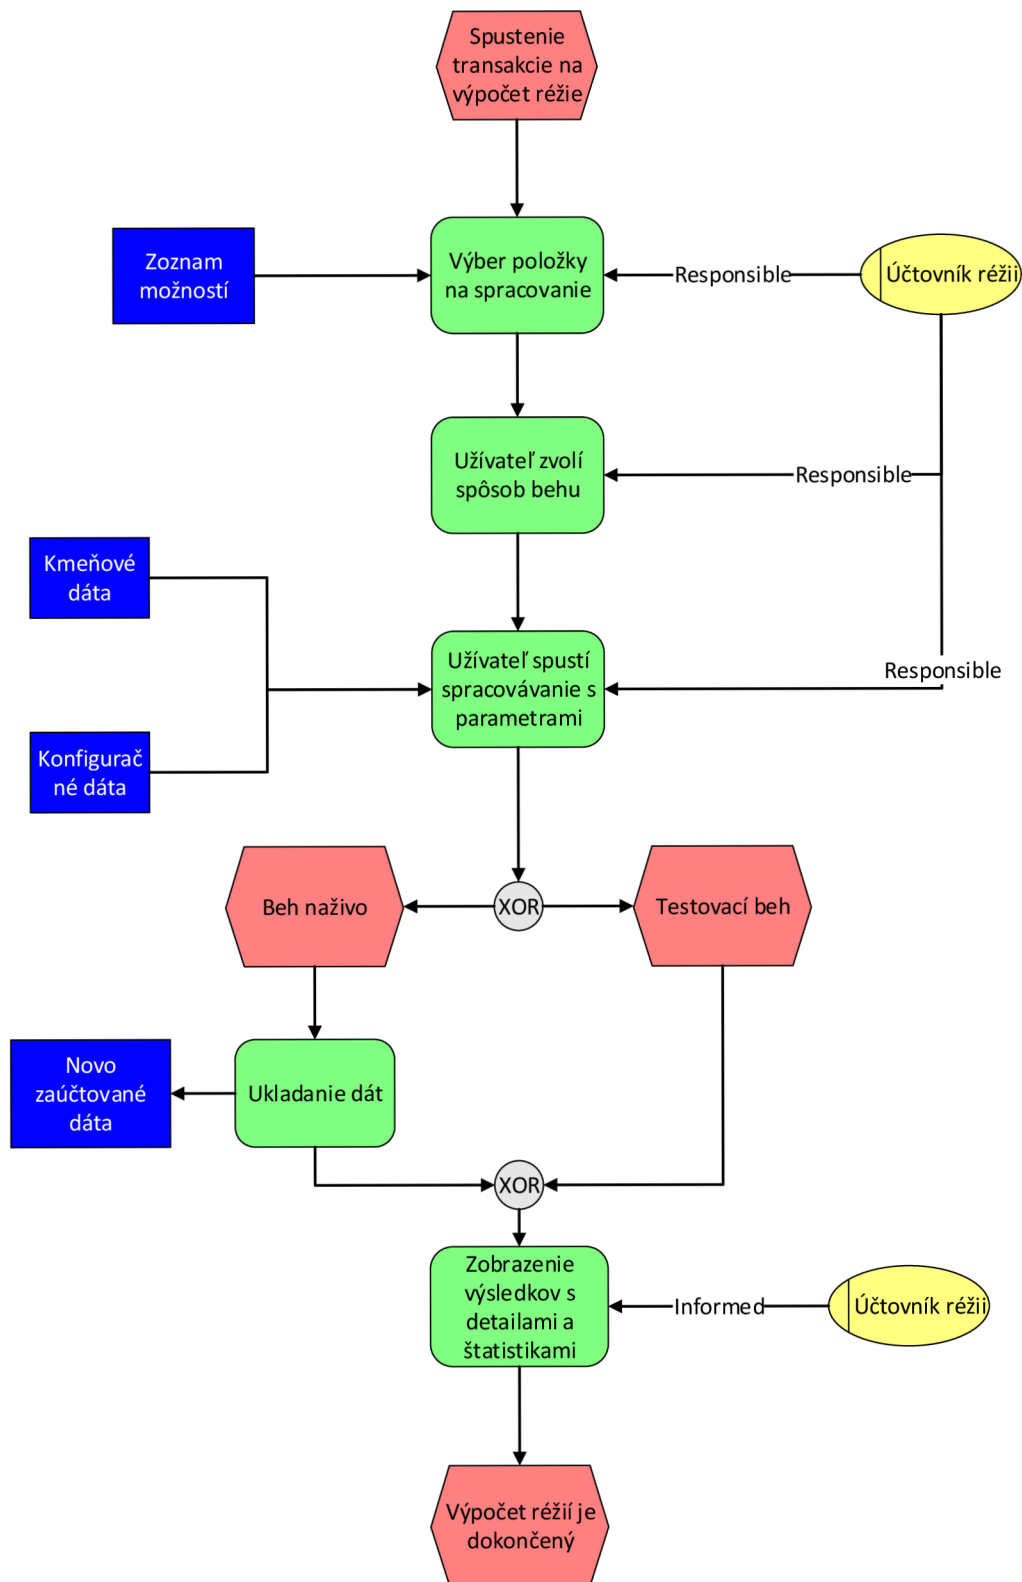 Spustenie
transakcie na
výpočet réžie
Zoznam
možností
Výber položky
na spracovanie
Responsible
Účtovník réžii
Užívateľ zvolí
spôsob behu
Responsible
Kmeňové
dáta
Užívateľ spustí
spracovávanie s
parametrami
Responsible
Konfigurač
né dáta
Beh naživo
XOR
Testovací beh
Novo
zaúčtované
dáta
Ukladanie dát
XOR
Zobrazenie
výsledkov s
detailami a
štatistikami
Informed
Účtovník réžii
Výpočet réžií je
dokončený